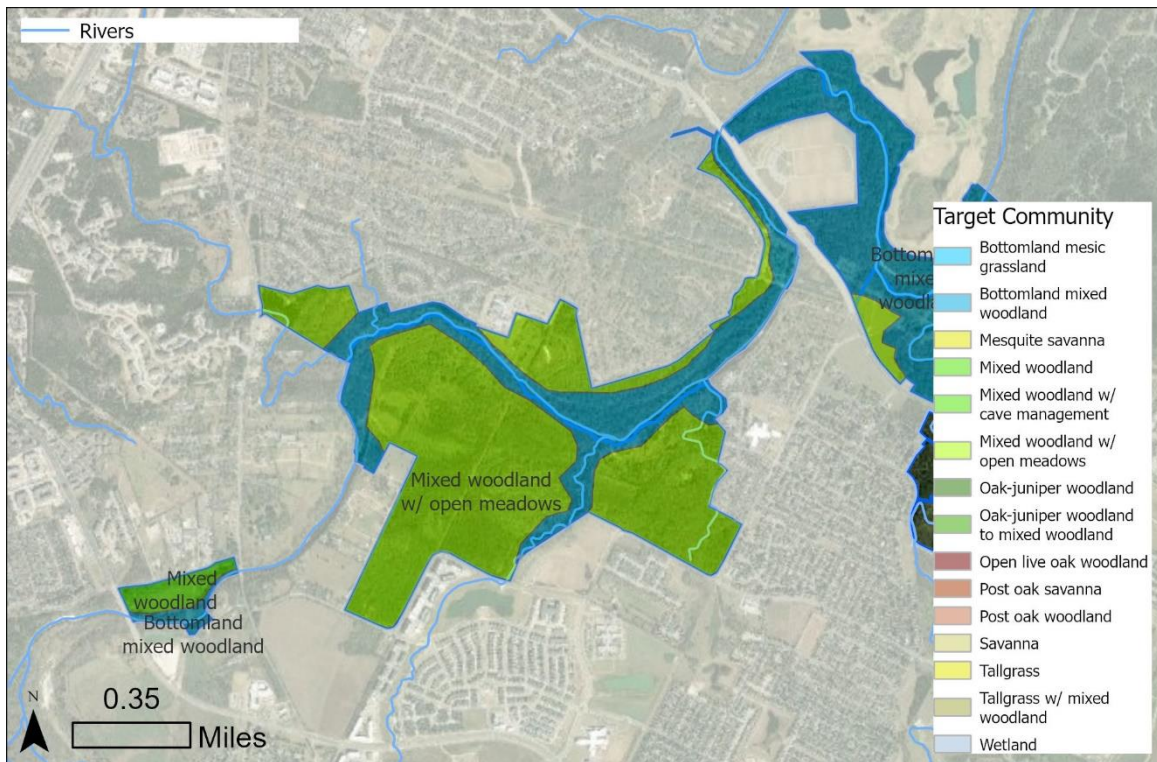 Rivers
Bottom
mixed
woodla
Target Community
Bottomland mesic
grassland
Bottomland mixed
woodland
Mesquite savanna
Mixed woodland
Mixed woodland w/
cave management
Mixed woodland w/
open meadows
Oak-juniper woodland
Oak-juniper woodland
to mixed woodland
Open live oak woodland
Post oak savanna
Post oak woodland
Savanna
Tallgrass
Tallgrass w/ mixed
woodland
Wetland
Mixed woodland
w/ open meadows
Mixed
woodland
Bottomland
mixed woodland
N
0.35
Miles